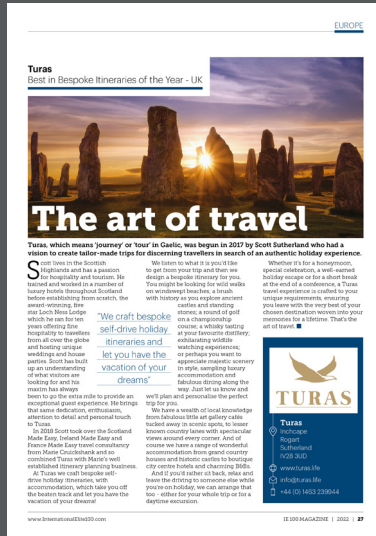 EUROPE
Turas
Best in Bespoke Itineraries of the Year - UK
The art of travel
Turas, which means 'journey' or 'tour' in Gaelic, was begun in 2017 by Scott Sutherland who had a
vision to create tailor-made trips for discerning travellers in search of an authentic holiday experience.
Scott lives in the Scottish
Highlands and has a passion
for hospitality and tourism. He
trained and worked in a number of
luxury hotels throughout Scotland
before establishing from scratch, the
award-winning, five
star Loch Ness Lodge
which he ran for ten
years offering fine
hospitality to travellers
from all over the globe
and hosting unique
weddings and house
parties. Scott has built
up an understanding
of what visitors are
looking for and his
maxim has always
been to go the extra mile to provide an
exceptional guest experience. He brings
that same dedication, enthusiasm,
attention to detail and personal touch
to Turas.
In 2018 Scott took over the Scotland
Made Easy, Ireland Made Easy and
France Made Easy travel consultancy
from Marie Cruickshank and so
combined Turas with Marie's well
established itinerary planning business.
At Turas we craft bespoke self-
drive holiday itineraries, with
accommodation, which take you off
the beaten track and let you have the
vacation of your dreams!
"We craft bespoke
self-drive holiday
itineraries and
let you have the
vacation of your
dreams"
We listen to what it is you'd like
to get from your trip and then we
design a bespoke itinerary for you.
You might be looking for wild walks
on windswept beaches, a brush
with history as you explore ancient
castles and standing
stones; a round of golf
on a championship
course; a whisky tasting
at your favourite distillery;
exhilarating wildlife
watching experiences;
or perhaps you want to
appreciate majestic scenery
in style, sampling luxury
accommodation and
fabulous dining along the
way. Just let us know and
we'll plan and personalise the perfect
trip for you.
We have a wealth of local knowledge
from fabulous little art gallery cafés
tucked away in scenic spots, to lesser
known country lanes with spectacular
views around every corner. And of
course we have a range of wonderful
accommodation from grand country
houses and historic castles to boutique
city centre hotels and charming B&Bs.
And if you'd rather sit back, relax and
leave the driving to someone else while
you're on holiday, we can arrange that
too - either for your whole trip or for a
daytime excursion.
Whether it's for a honeymoon,
special celebration, a well-earned
holiday escape or for a short break
at the end of a conference, a Turas
travel experience is crafted to your
unique requirements, ensuring
you leave with the very best of your
chosen destination woven into your
memories for a lifetime. That's the
art of travel.
TURAS
Turas
Inchcape
Rogart
Sutherland
IV28 3UD
www.turas.life
info@turas.life
+44 (0) 1463 239944
www.InternationalElite100.com
IE 100 MAGAZINE | 2022 | 27